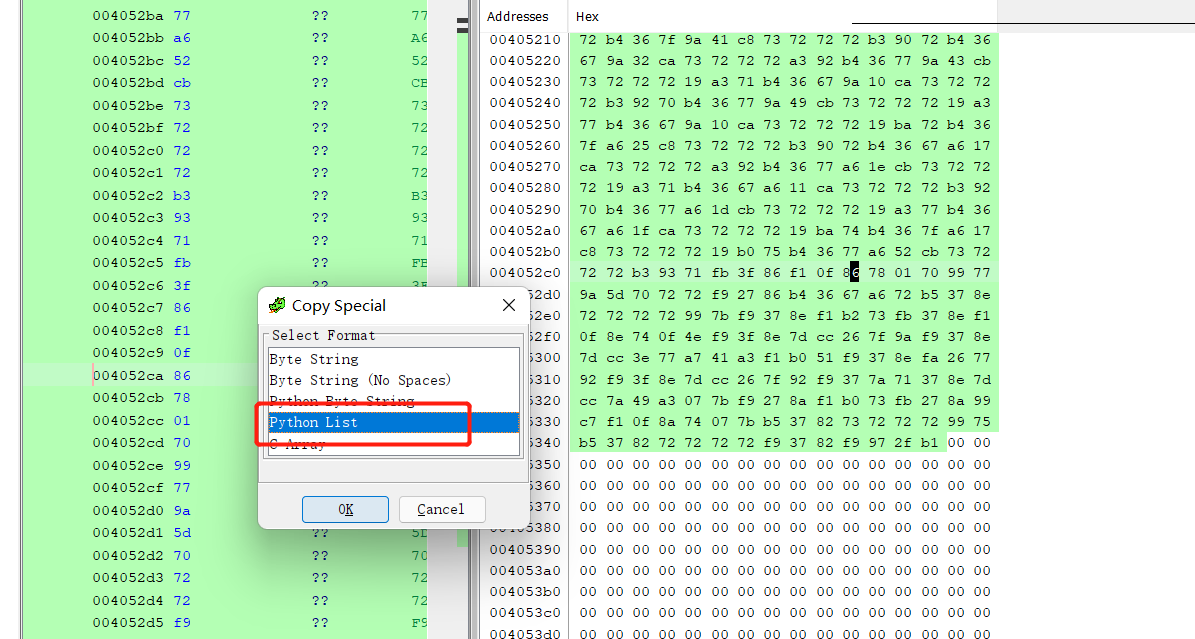 004052ba 77 ?? 77
004052bb a6 ?? A6
004052bc 52 ?? 52
004052bd cb ?? CB
004052be 73 ?? 73
004052bf 72 ?? 72
004052c0 72 ?? 72
004052c1 72 ?? 72
004052c2 b3 ?? B3
004052c3 93 ?? 93
004052c4 71 ?? 71
004052c5 fb ?? FB
004052c6 3f ?? 3F
004052c7 86
004052c8 f1
004052c9 0f
004052ca 86
004052cb 78
004052cc 01
004052cd 70
004052ce 99
004052cf 77
004052d0 9a
004052d1 5d ?? 5D
004052d2 70 ?? 70
004052d3 72 ?? 72
004052d4 72 ?? 72
004052d5 f9 ?? F9
Copy Special
Select Format
Byte String
Byte String (No Spaces)
Python Byte String
Python List
C Array
OK
Cancel
Addresses Hex
00405210 72 b4 36 7f 9a 41 c8 73 72 72 72 b3 90 72 b4 36
00405220 67 9a 32 ca 73 72 72 72 a3 92 b4 36 77 9a 43 cb
00405230 73 72 72 72 19 a3 71 b4 36 67 9a 10 ca 73 72 72
00405240 72 b3 92 70 b4 36 77 9a 49 cb 73 72 72 72 19 a3
00405250 77 b4 36 67 9a 10 ca 73 72 72 72 19 ba 72 b4 36
00405260 7f a6 25 c8 73 72 72 72 b3 90 72 b4 36 67 a6 17
00405270 ca 73 72 72 72 a3 92 b4 36 77 a6 1e cb 73 72 72
00405280 72 19 a3 71 b4 36 67 a6 11 ca 73 72 72 72 b3 92
00405290 70 b4 36 77 a6 1d cb 73 72 72 72 19 a3 77 b4 36
004052a0 67 a6 1f ca 73 72 72 72 19 ba 74 b4 36 7f a6 17
004052b0 c8 73 72 72 72 19 b0 75 b4 36 77 a6 52 cb 73 72
004052c0 72 72 b3 93 71 fb 3f 86 f1 0f 86 78 01 70 99 77
52d0 9a 5d 70 72 72 f9 27 86 b4 36 67 a6 72 b5 37 8e
52e0 72 72 72 72 99 7b f9 37 8e f1 b2 73 fb 37 8e f1
52f0 0f 8e 74 0f 4e f9 3f 8e 7d cc 26 7f 9a f9 37 8e
5300 7d cc 3e 77 a7 41 a3 f1 b0 51 f9 37 8e fa 26 77
5310 92 f9 3f 8e 7d cc 26 7f 92 f9 37 7a 71 37 8e 7d
5320 cc 7a 49 a3 07 7b f9 27 8a f1 b0 73 fb 27 8a 99
5330 c7 f1 0f 8a 74 07 7b b5 37 82 73 72 72 72 99 75
5340 b5 37 82 72 72 72 72 f9 37 82 f9 97 2f b1 00 00
5350 00 00 00 00 00 00 00 00 00 00 00 00 00 00 00 00
5360 00 00 00 00 00 00 00 00 00 00 00 00 00 00 00 00
5370 00 00 00 00 00 00 00 00 00 00 00 00 00 00 00 00
00405380 00 00 00 00 00 00 00 00 00 00 00 00 00 00 00 00
00405390 00 00 00 00 00 00 00 00 00 00 00 00 00 00 00 00
004053a0 00 00 00 00 00 00 00 00 00 00 00 00 00 00 00 00
004053b0 00 00 00 00 00 00 00 00 00 00 00 00 00 00 00 00
004053c0 00 00 00 00 00 00 00 00 00 00 00 00 00 00 00 00
004053d0 00 00 00 00 00 00 00 00 00 00 00 00 00 00 00 00